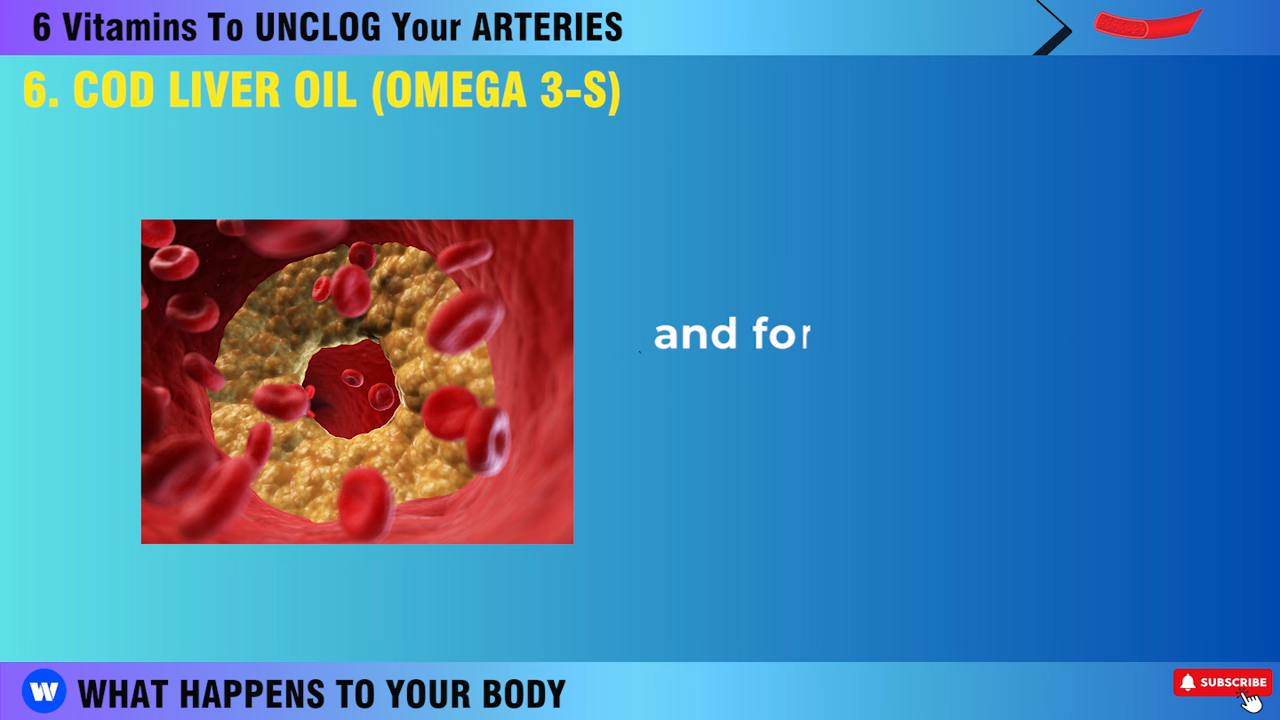 6 Vitamins To UNCLOG Your ARTERIES
6. COD LIVER OIL (OMEGA 3-S)
and for
W WHAT HAPPENS TO YOUR BODY
SUBSCRIBE